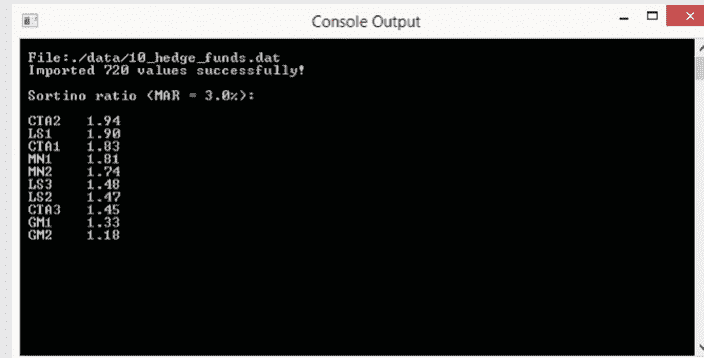 Console Output
File:./data/10_hedge_funds.dat
Imported 720 values successfully!
Sortino ratio (MAR = 3.0%):
CTA2 1.94
LS1 1.90
CTA1 1.83
MN1 1.81
MN2 1.74
LS3 1.48
LS2 1.47
CTA3 1.45
GM1 1.33
GM2 1.18